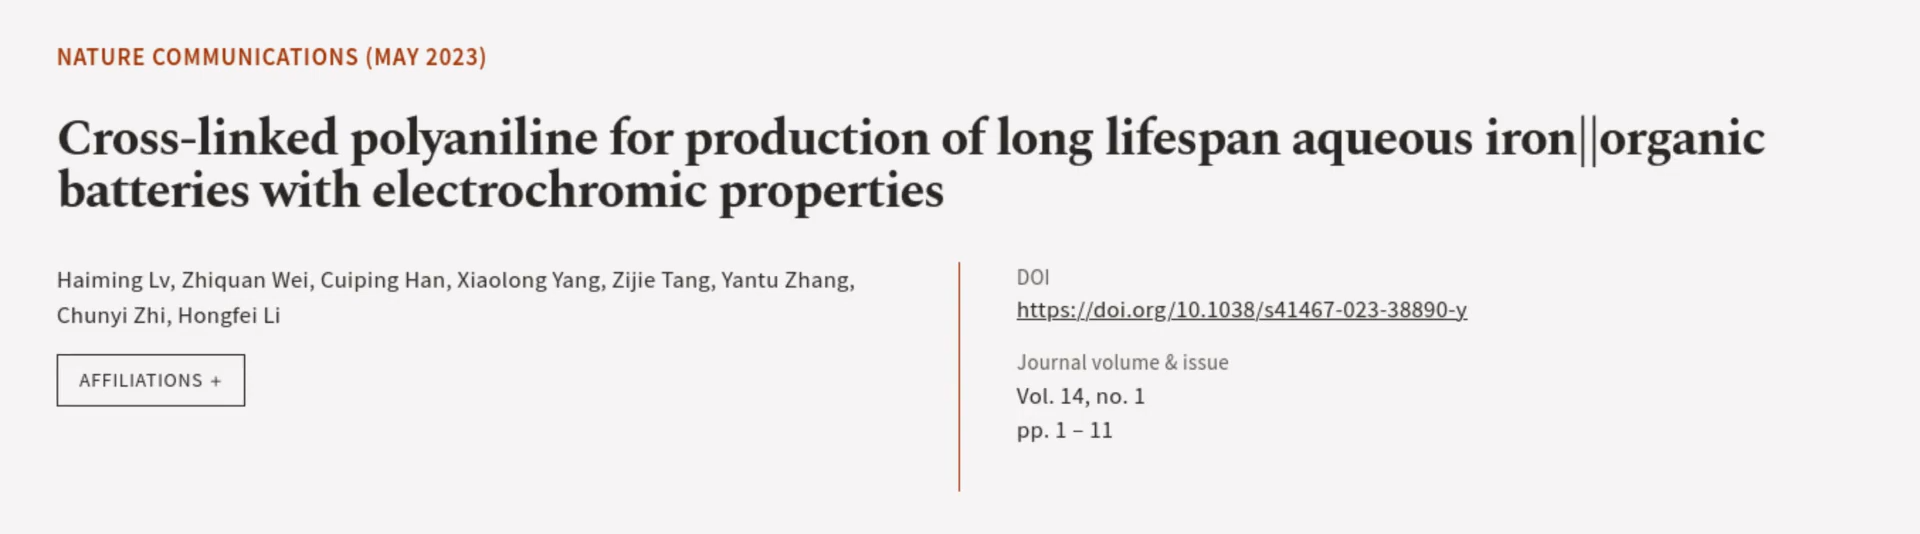 NATURE COMMUNICATIONS (MAY 2023)
Cross-linked polyaniline for production of long lifespan aqueous iron||organic
batteries with electrochromic properties
Haiming Lv, Zhiquan Wei, Cuiping Han, Xiaolong Yang, Zijie Tang, Yantu Zhang,
Chunyi Zhi, Hongfei Li
AFFILIATIONS +
DOI
https://doi.org/10.1038/s41467-023-38890-y
Journal volume & issue
Vol. 14, no. 1
pp. 1 – 11